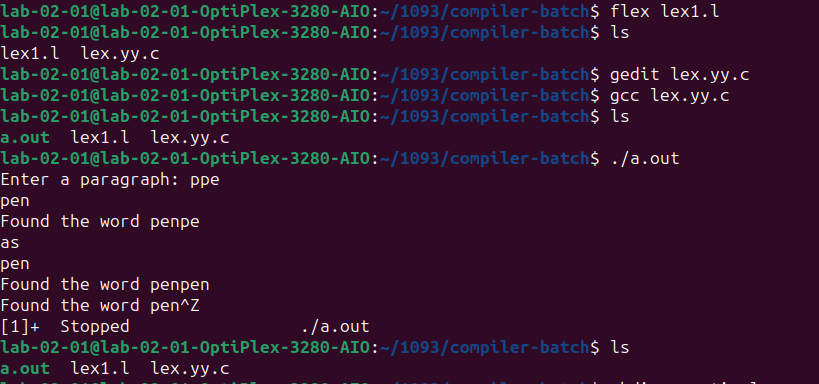 lab-02-01@lab-02-01-OptiPlex-3280-AIO:~/1093/compiler-batch$ flex lex1.l
lab-02-01@lab-02-01-OptiPlex-3280-AIO:~/1093/compiler-batch$ ls
lex1.l  lex.yy.c
lab-02-01@lab-02-01-OptiPlex-3280-AIO:~/1093/compiler-batch$ gedit lex.yy.c
lab-02-01@lab-02-01-OptiPlex-3280-AIO:~/1093/compiler-batch$ gcc lex.yy.c
lab-02-01@lab-02-01-OptiPlex-3280-AIO:~/1093/compiler-batch$ ls
a.out  lex1.l  lex.yy.c
lab-02-01@lab-02-01-OptiPlex-3280-AIO:~/1093/compiler-batch$ ./a.out
Enter a paragraph: ppe
pen
Found the word penpe
as
pen
Found the word penpen
Found the word pen^Z
[1]+  Stopped                 ./a.out
lab-02-01@lab-02-01-OptiPlex-3280-AIO:~/1093/compiler-batch$ ls
a.out  lex1.l  lex.yy.c